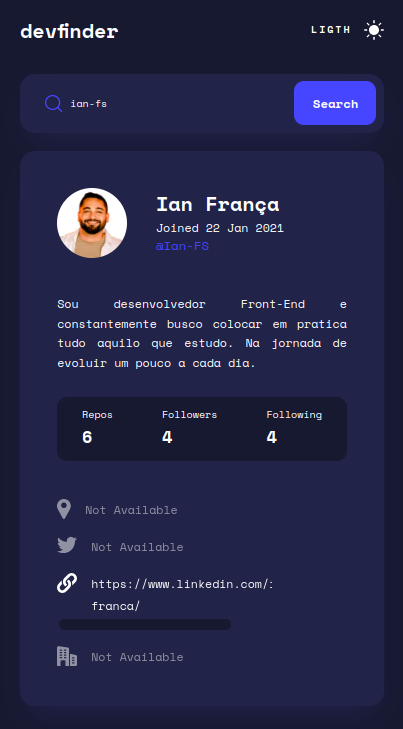 devfinder
LIGTH
ian-fs
Search
Ian França
Joined 22 Jan 2021
@Ian-FS
Sou desenvolvedor Front-End e
constantemente busco colocar em pratica
tudo aquilo que estudo. Na jornada de
evoluir um pouco a cada dia.
Repos Followers Following
6 4 4
Not Available
Not Available
https://www.linkedin.com/:
franca/
Not Available